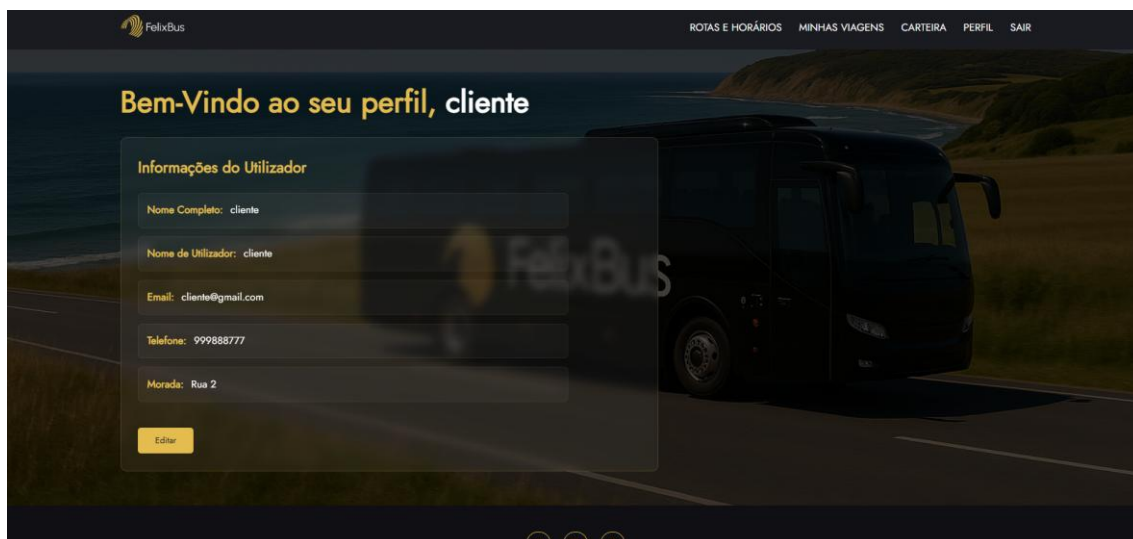 FelixBus
ROTAS E HORÁRIOS MINHAS VIAGENS CARTEIRA PERFIL SAIR
Bem-Vindo ao seu perfil, cliente
Informações do Utilizador
Nome Completo: cliente
Nome de Utilizador: cliente
Email: cliente@gmail.com
FelixBus
Telefone: 999888777
Morada: Rua 2
Editar